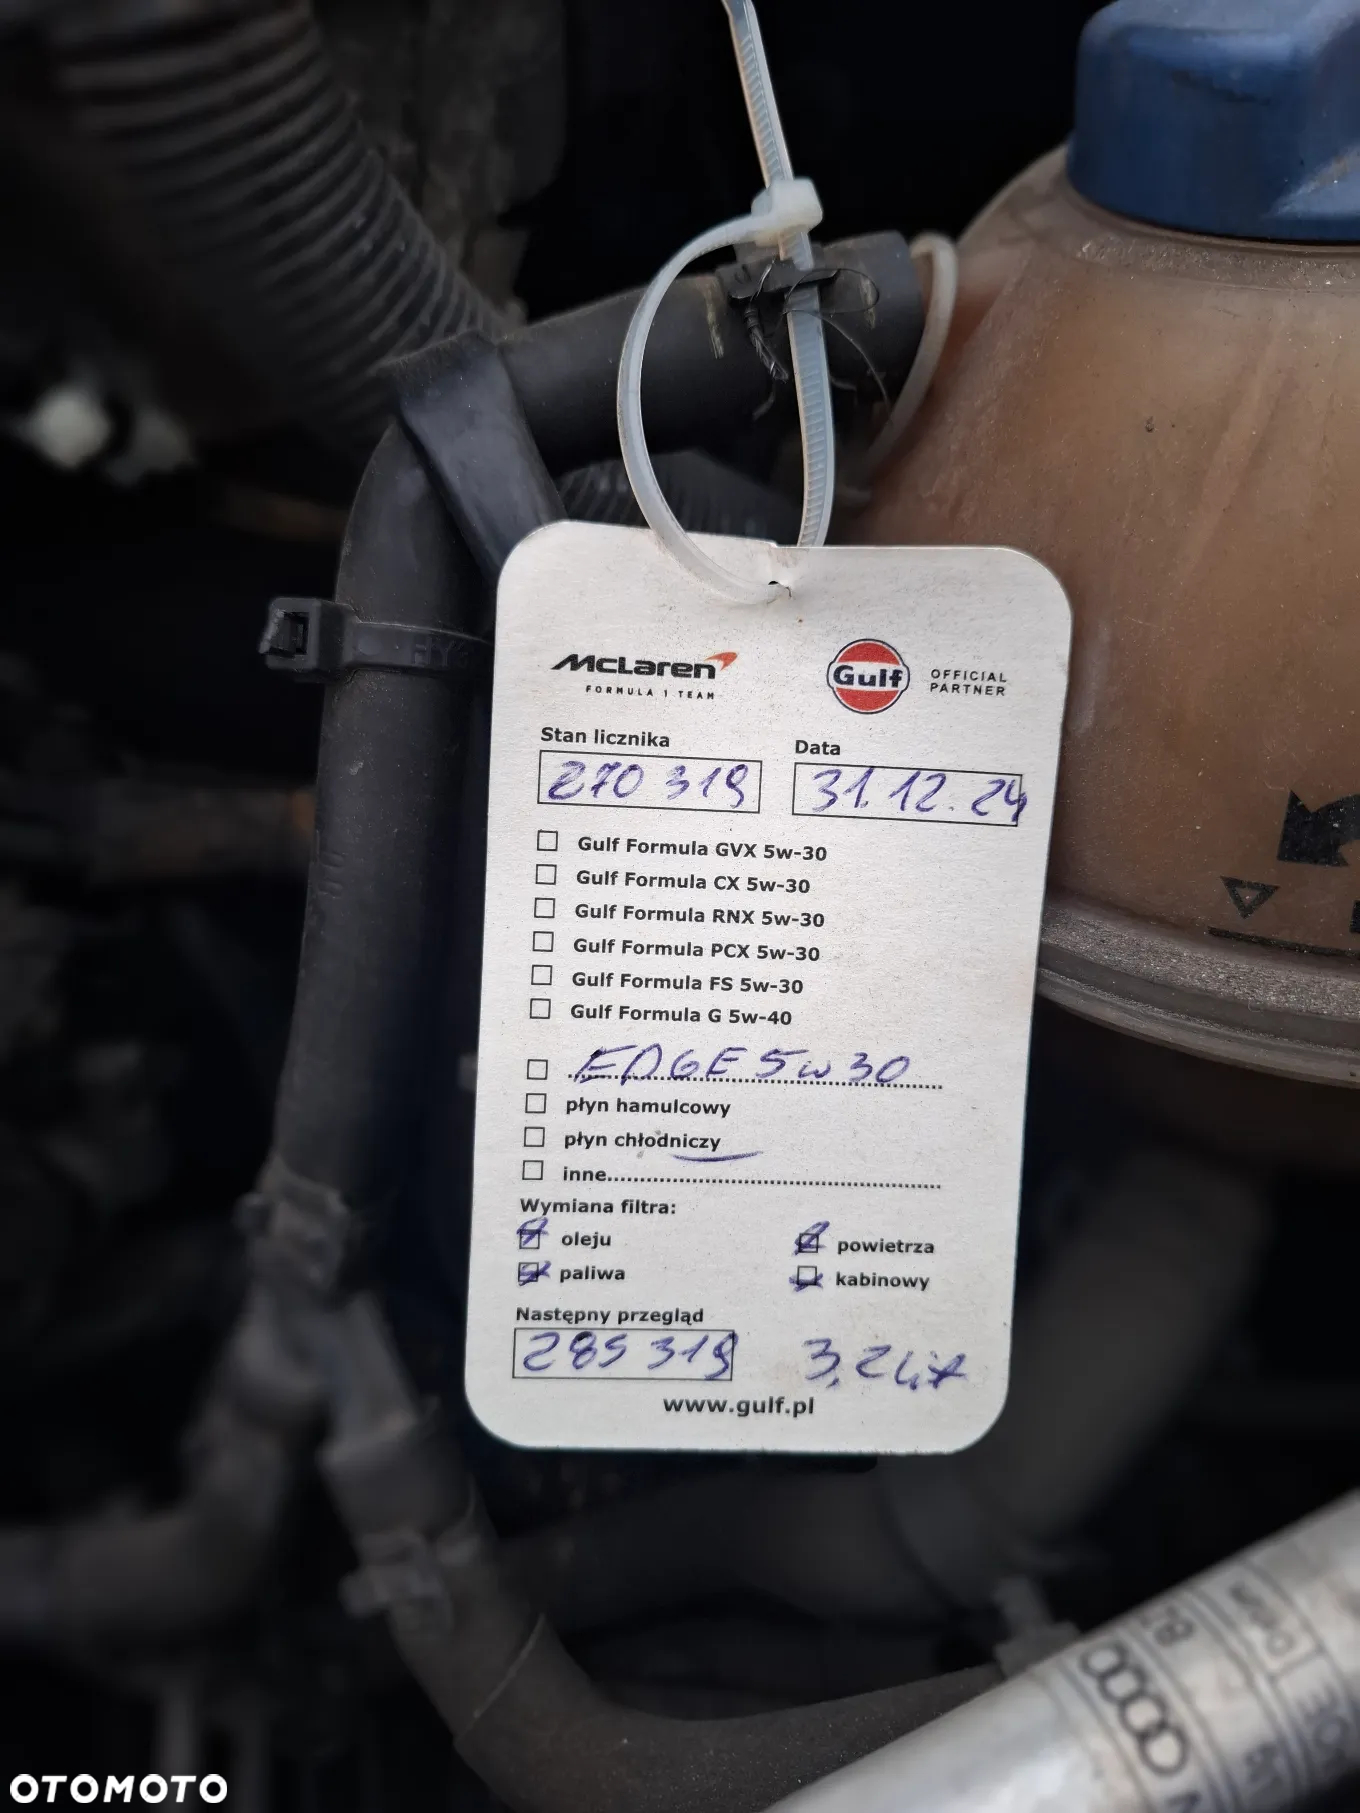 McLaren
FORMULA 1 TEAM
Gulf
OFFICIAL
PARTNER
Stan licznika
Data
270 319
31.12.24
Gulf Formula GVX 5w-30
Gulf Formula CX 5w-30
Gulf Formula RNX 5w-30
Gulf Formula PCX 5w-30
Gulf Formula FS 5w-30
Gulf Formula G 5w-40
EDGE 5w30
płyn hamulcowy
płyn chłodniczy
inne
Wymiana filtra:
oleju
powietrza
paliwa
kabinowy
Następny przegląd
285 319
3,2 lit
www.gulf.pl
OTOMOTO